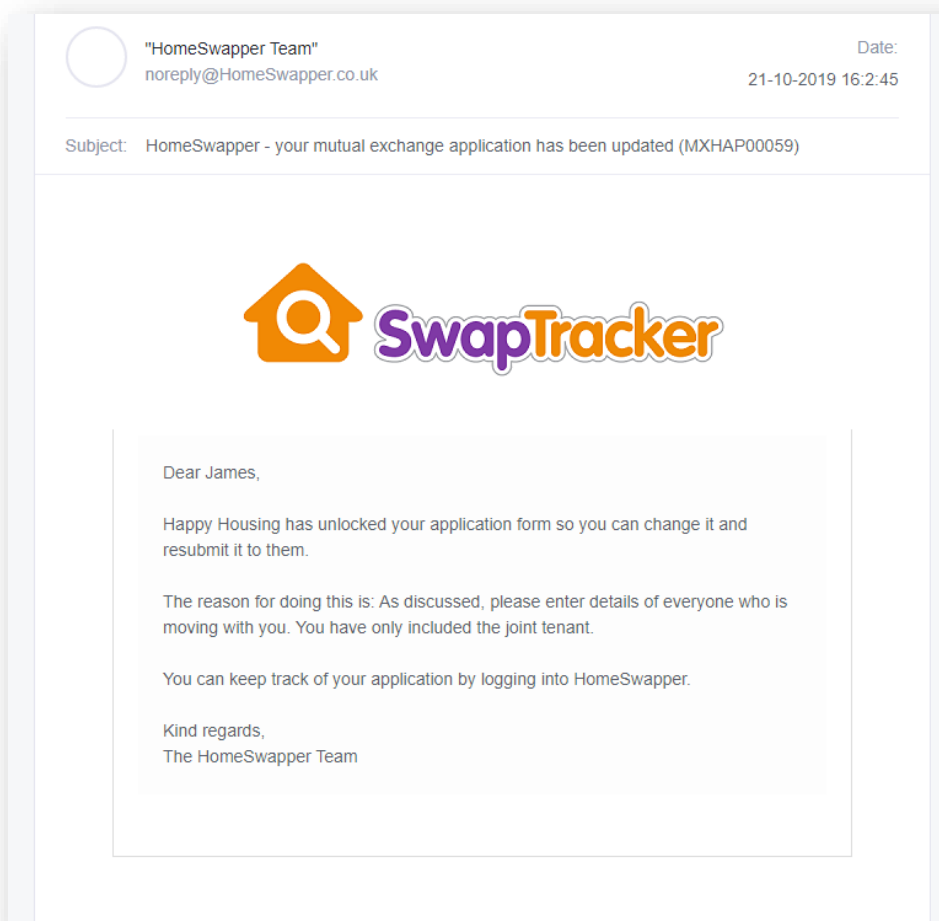 "HomeSwapper Team"
Date:
noreply@HomeSwapper.co.uk
21-10-2019 16:2:45
Subject: HomeSwapper - your mutual exchange application has been updated (MXHAP00059)
SwapTracker
Dear James,
Happy Housing has unlocked your application form so you can change it and
resubmit it to them.
The reason for doing this is: As discussed, please enter details of everyone who is
moving with you. You have only included the joint tenant.
You can keep track of your application by logging into HomeSwapper.
Kind regards,
The HomeSwapper Team